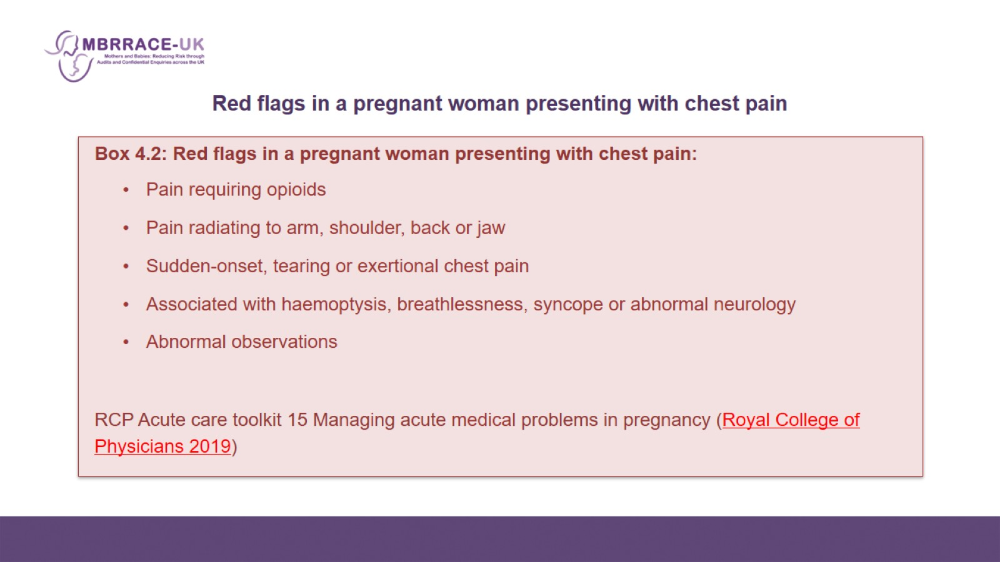 MBRRACE-UK
Mothers and Babies: Reducing Risk through
Audits and Confidential Enquiries across the UK
Red flags in a pregnant woman presenting with chest pain
Box 4.2: Red flags in a pregnant woman presenting with chest pain:
• Pain requiring opioids
• Pain radiating to arm, shoulder, back or jaw
• Sudden-onset, tearing or exertional chest pain
• Associated with haemoptysis, breathlessness, syncope or abnormal neurology
• Abnormal observations
RCP Acute care toolkit 15 Managing acute medical problems in pregnancy (Royal College of
Physicians 2019)